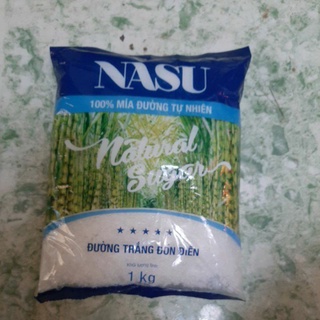 NASU
100% MÍA ĐƯỜNG TỰ NHIÊN
Natural
Sugar
ĐƯỜNG TRẮNG ĐỒN ĐIỀN
1 kg